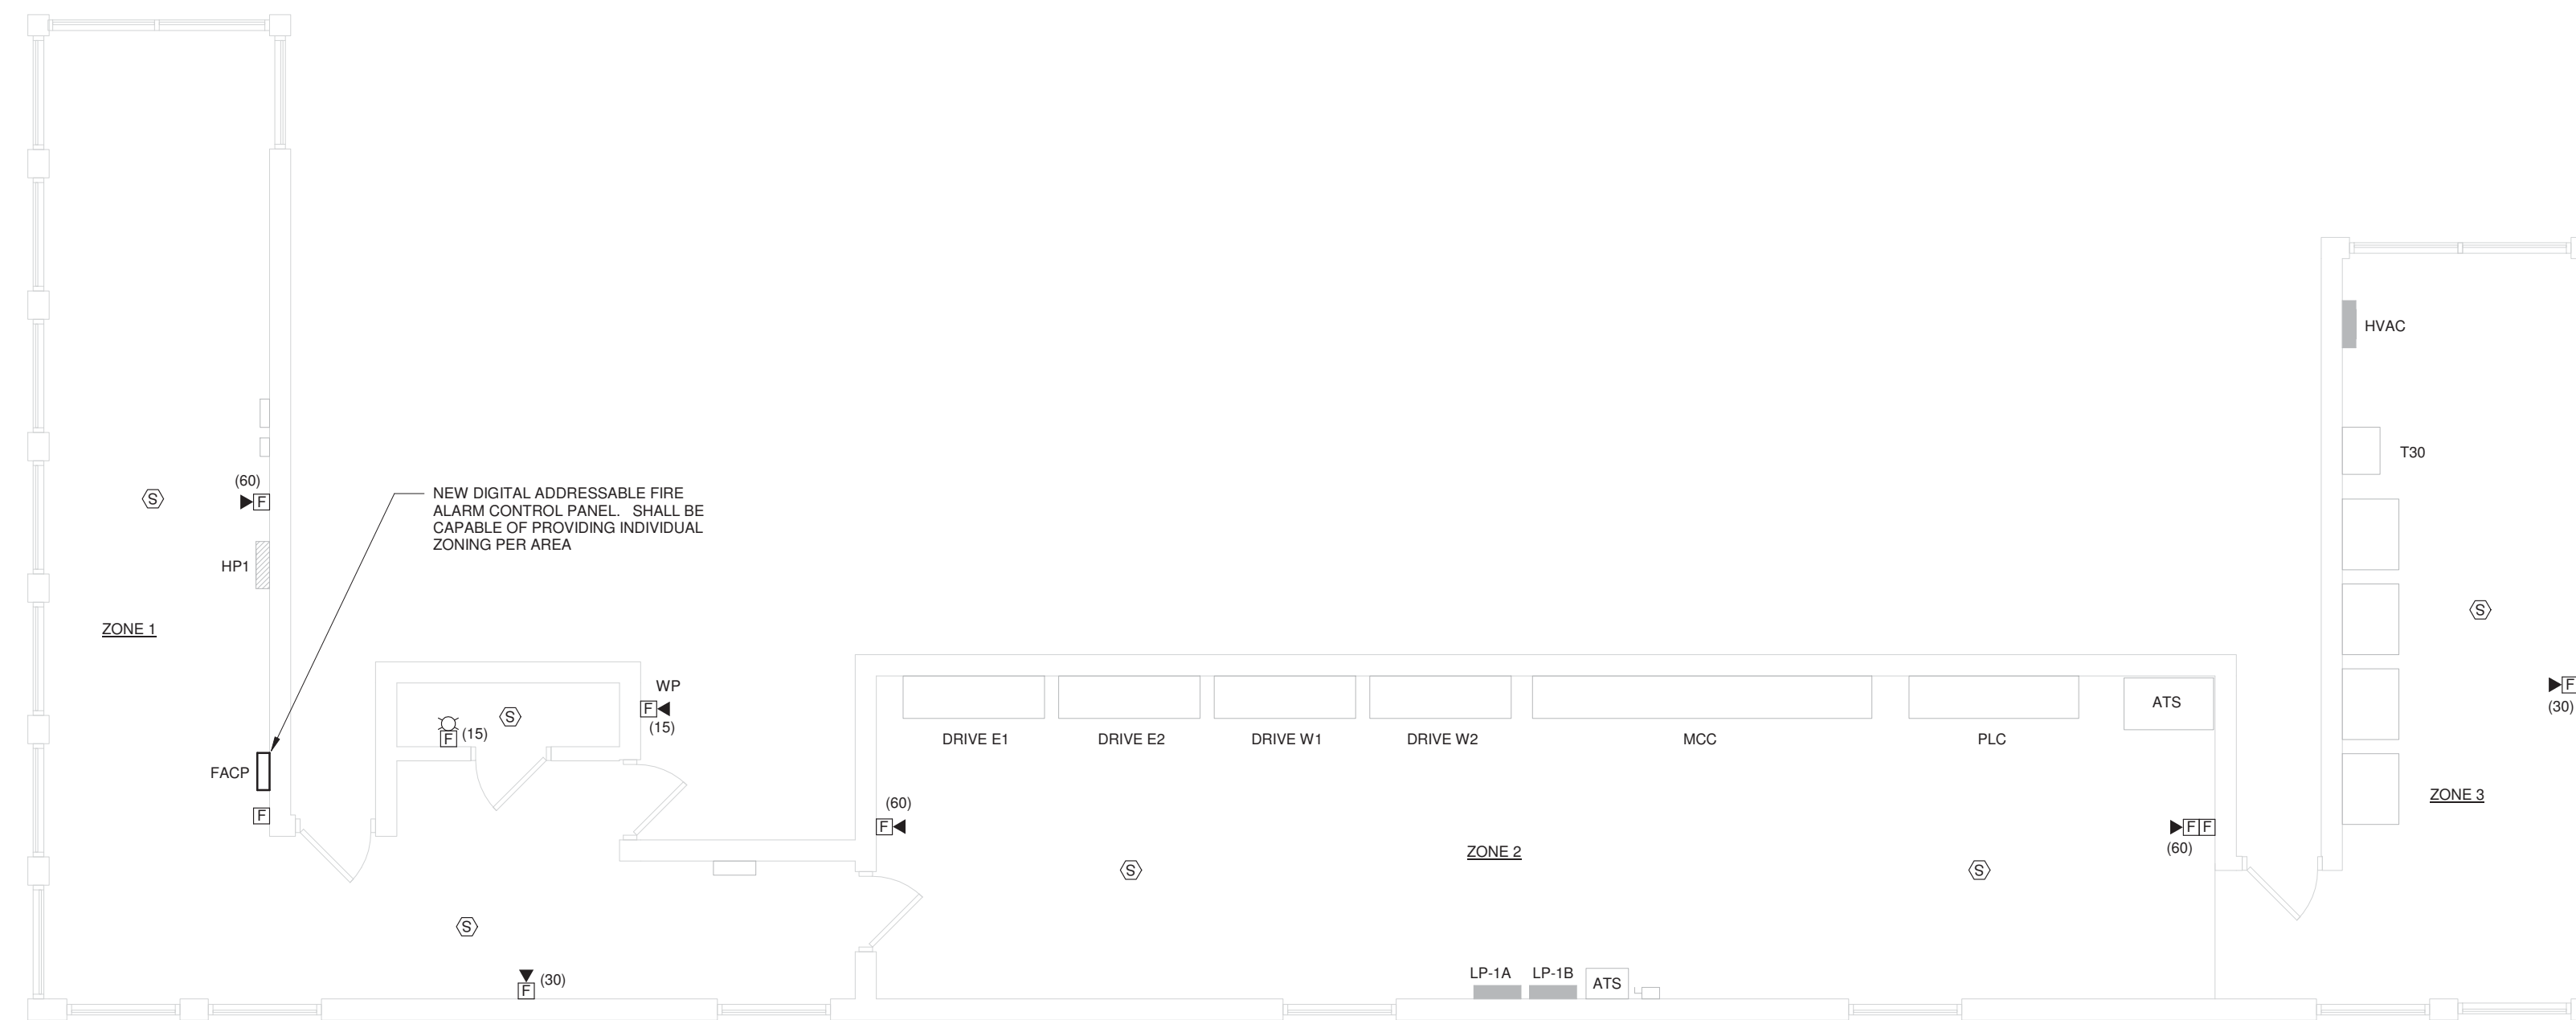 HVAC
T30
(60)
S
F
NEW DIGITAL ADDRESSABLE FIRE
ALARM CONTROL PANEL. SHALL BE
CAPABLE OF PROVIDING INDIVIDUAL
ZONING PER AREA
HP1
ZONE 1
S
F
(30)
WP
F
(15)
S
F
(15)
ATS
DRIVE E1
DRIVE E2
DRIVE W1
DRIVE W2
MCC
PLC
FACP
F
(60)
F
ZONE 2
F F
(60)
ZONE 3
S
S
S
(30)
F
LP-1A
LP-1B
ATS